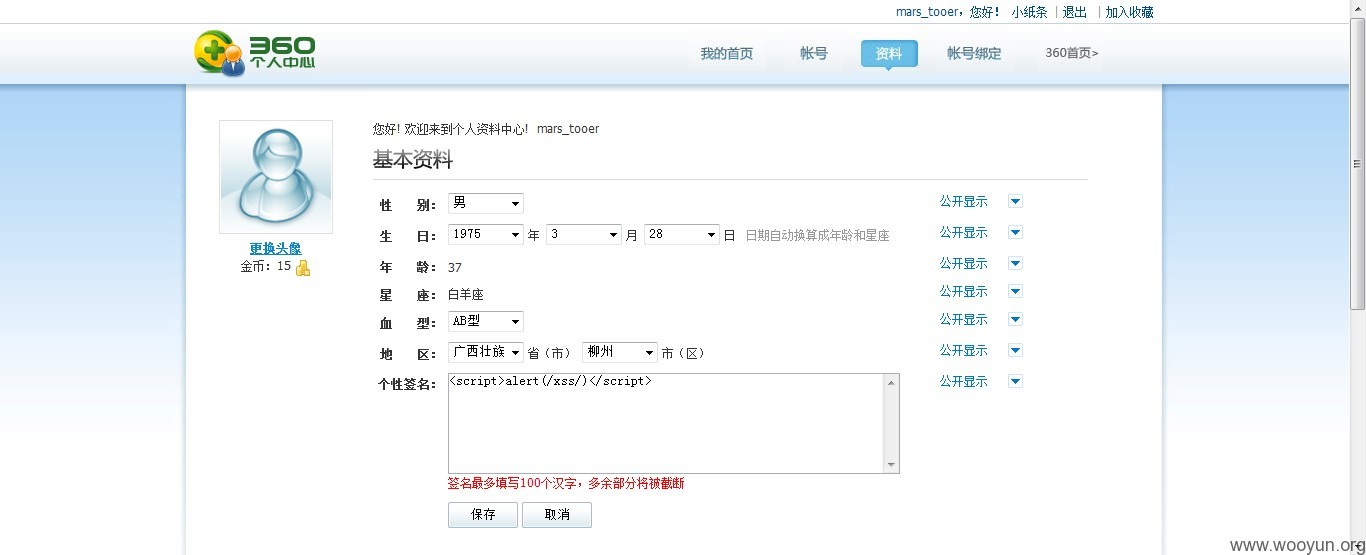 mars_tooer，您好！ 小纸条 | 退出 | 加入收藏
360 个人中心
我的首页 帐号 资料 帐号绑定 360首页>
您好! 欢迎来到个人资料中心! mars_tooer
基本资料
更换头像
金币：15
性 别： 男 公开显示
生 日： 1975 年 3 月 28 日 日期自动换算成年龄和星座 公开显示
年 龄： 37 公开显示
星 座： 白羊座 公开显示
血 型： AB型 公开显示
地 区： 广西壮族 省（市） 柳州 市（区） 公开显示
个性签名： <script>alert(/xss/)</script> 公开显示
签名最多填写100个汉字，多余部分将被截断
保存 取消
www.wooyun.org